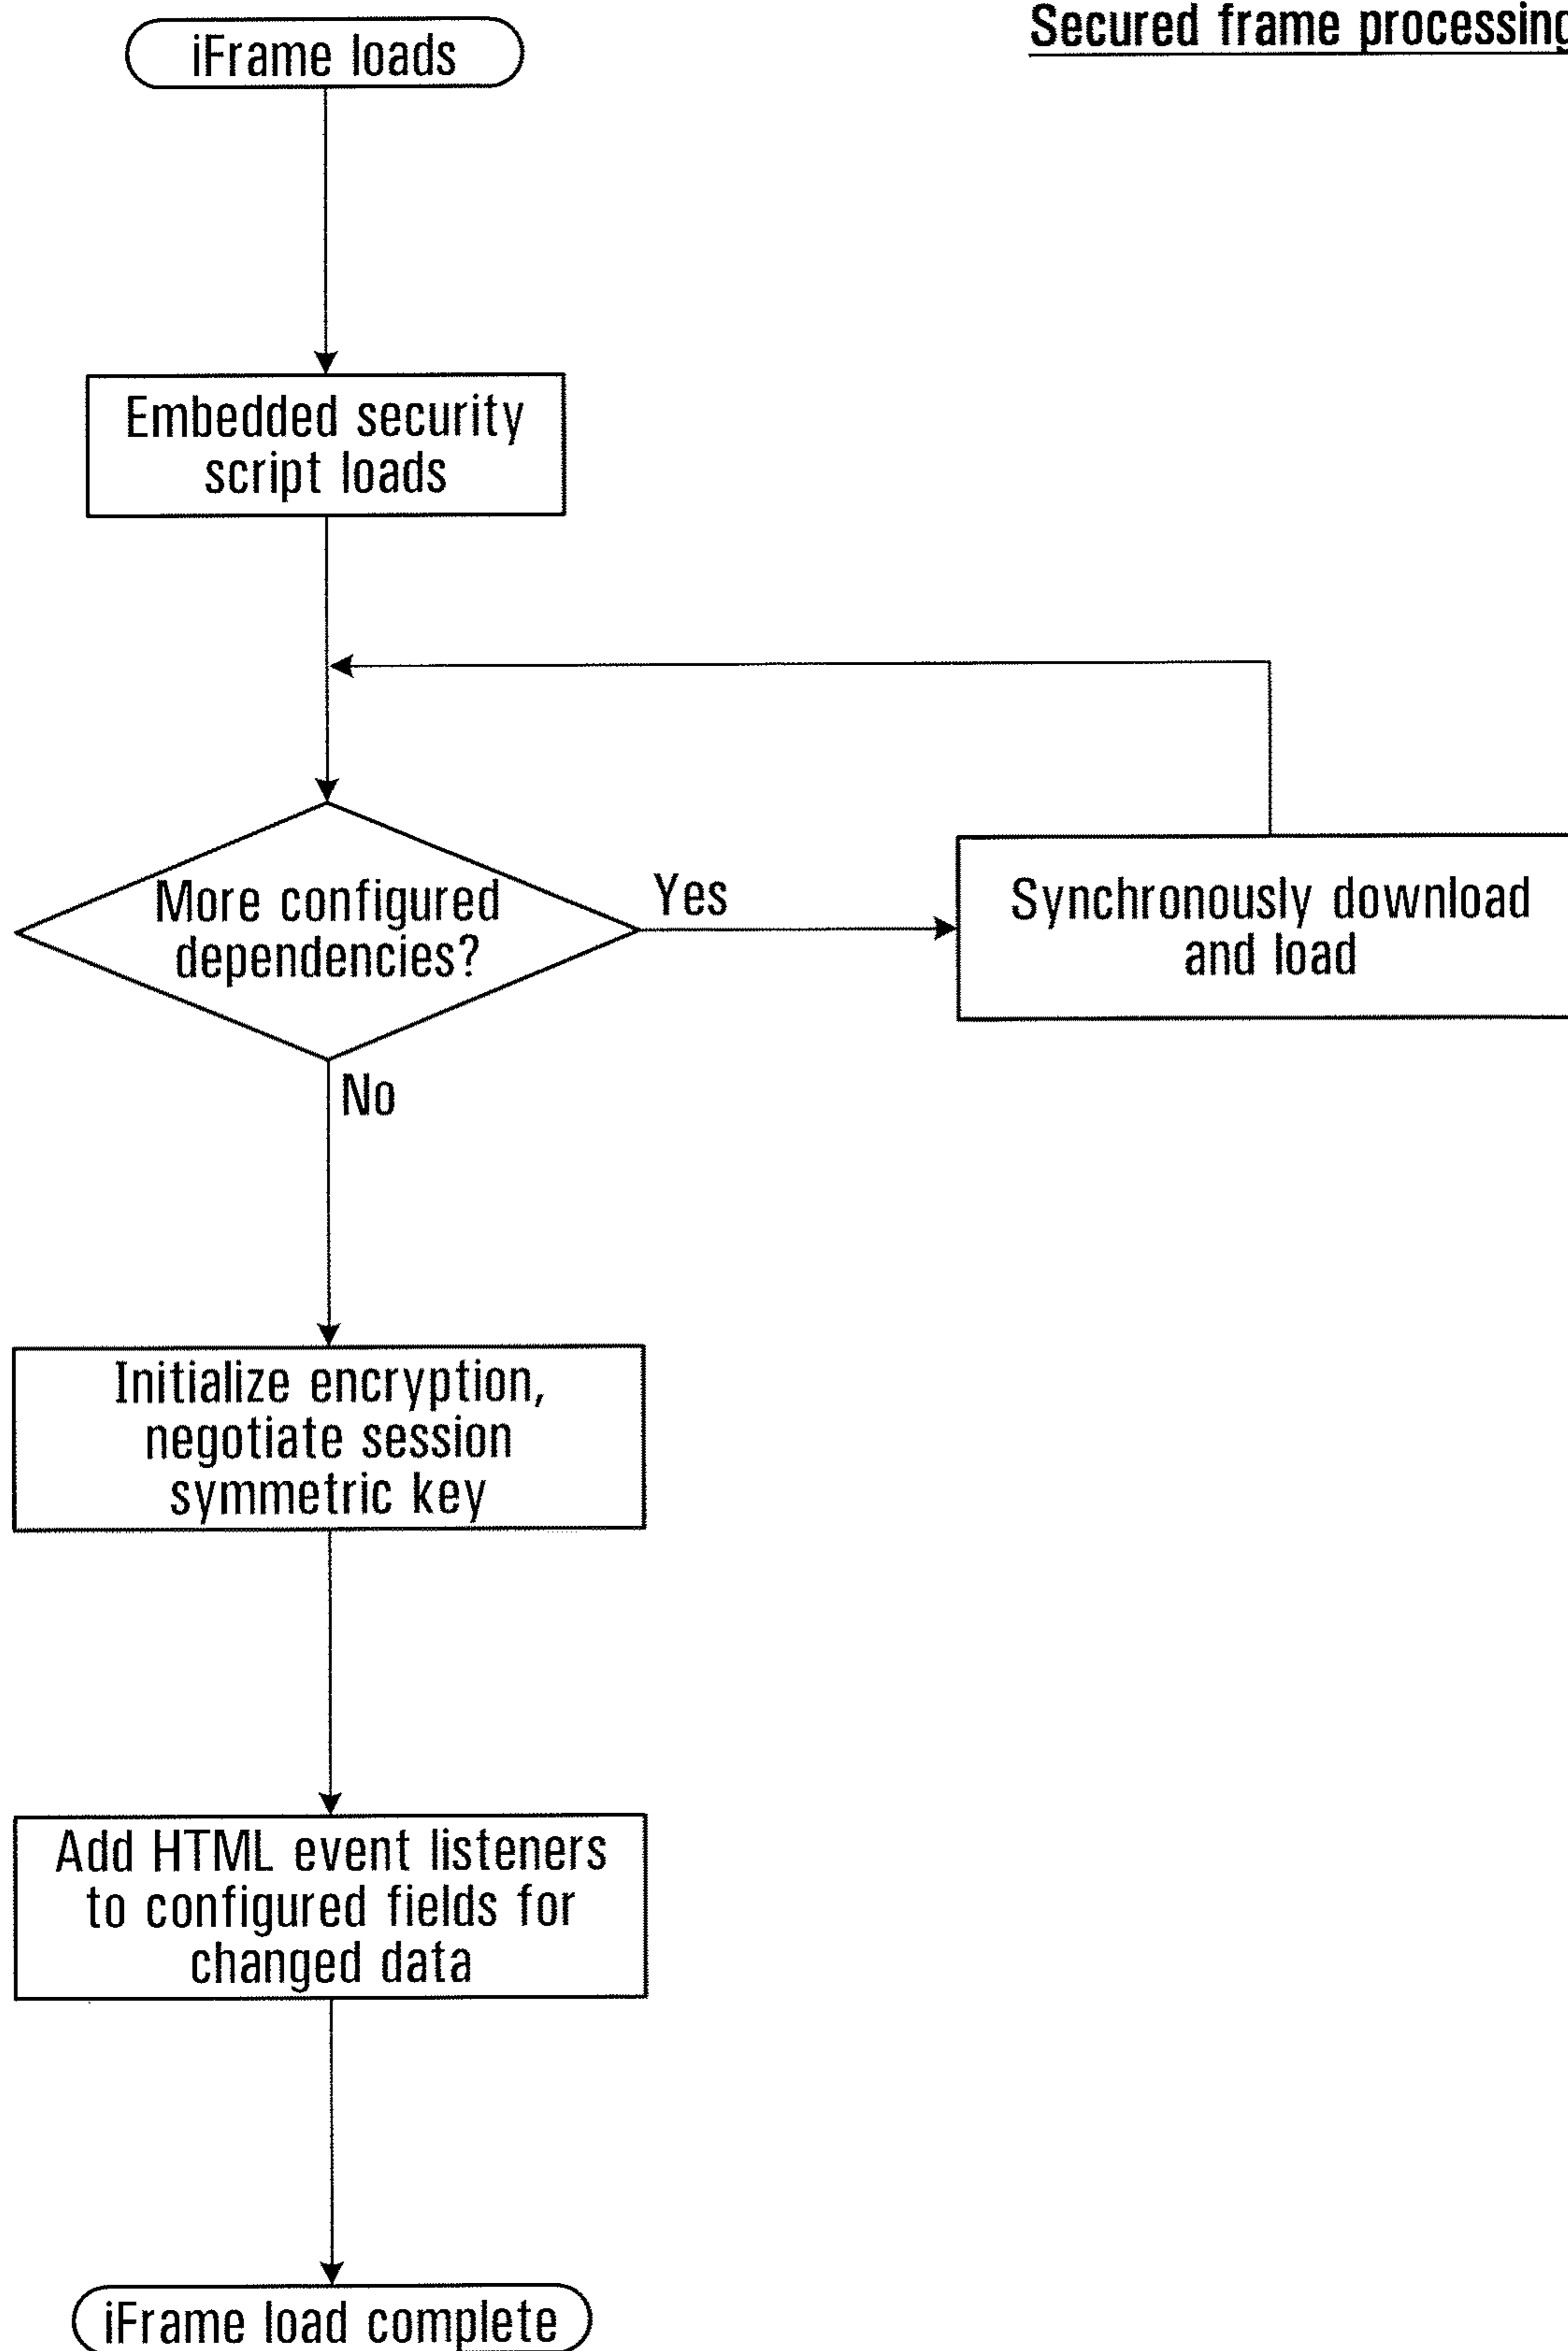 Secured frame processing
iFrame loads
Embedded security
script loads
More configured
dependencies?
Yes
Synchronously download
and load
No
Initialize encryption,
negotiate session
symmetric key
Add HTML event listeners
to configured fields for
changed data
iFrame load complete